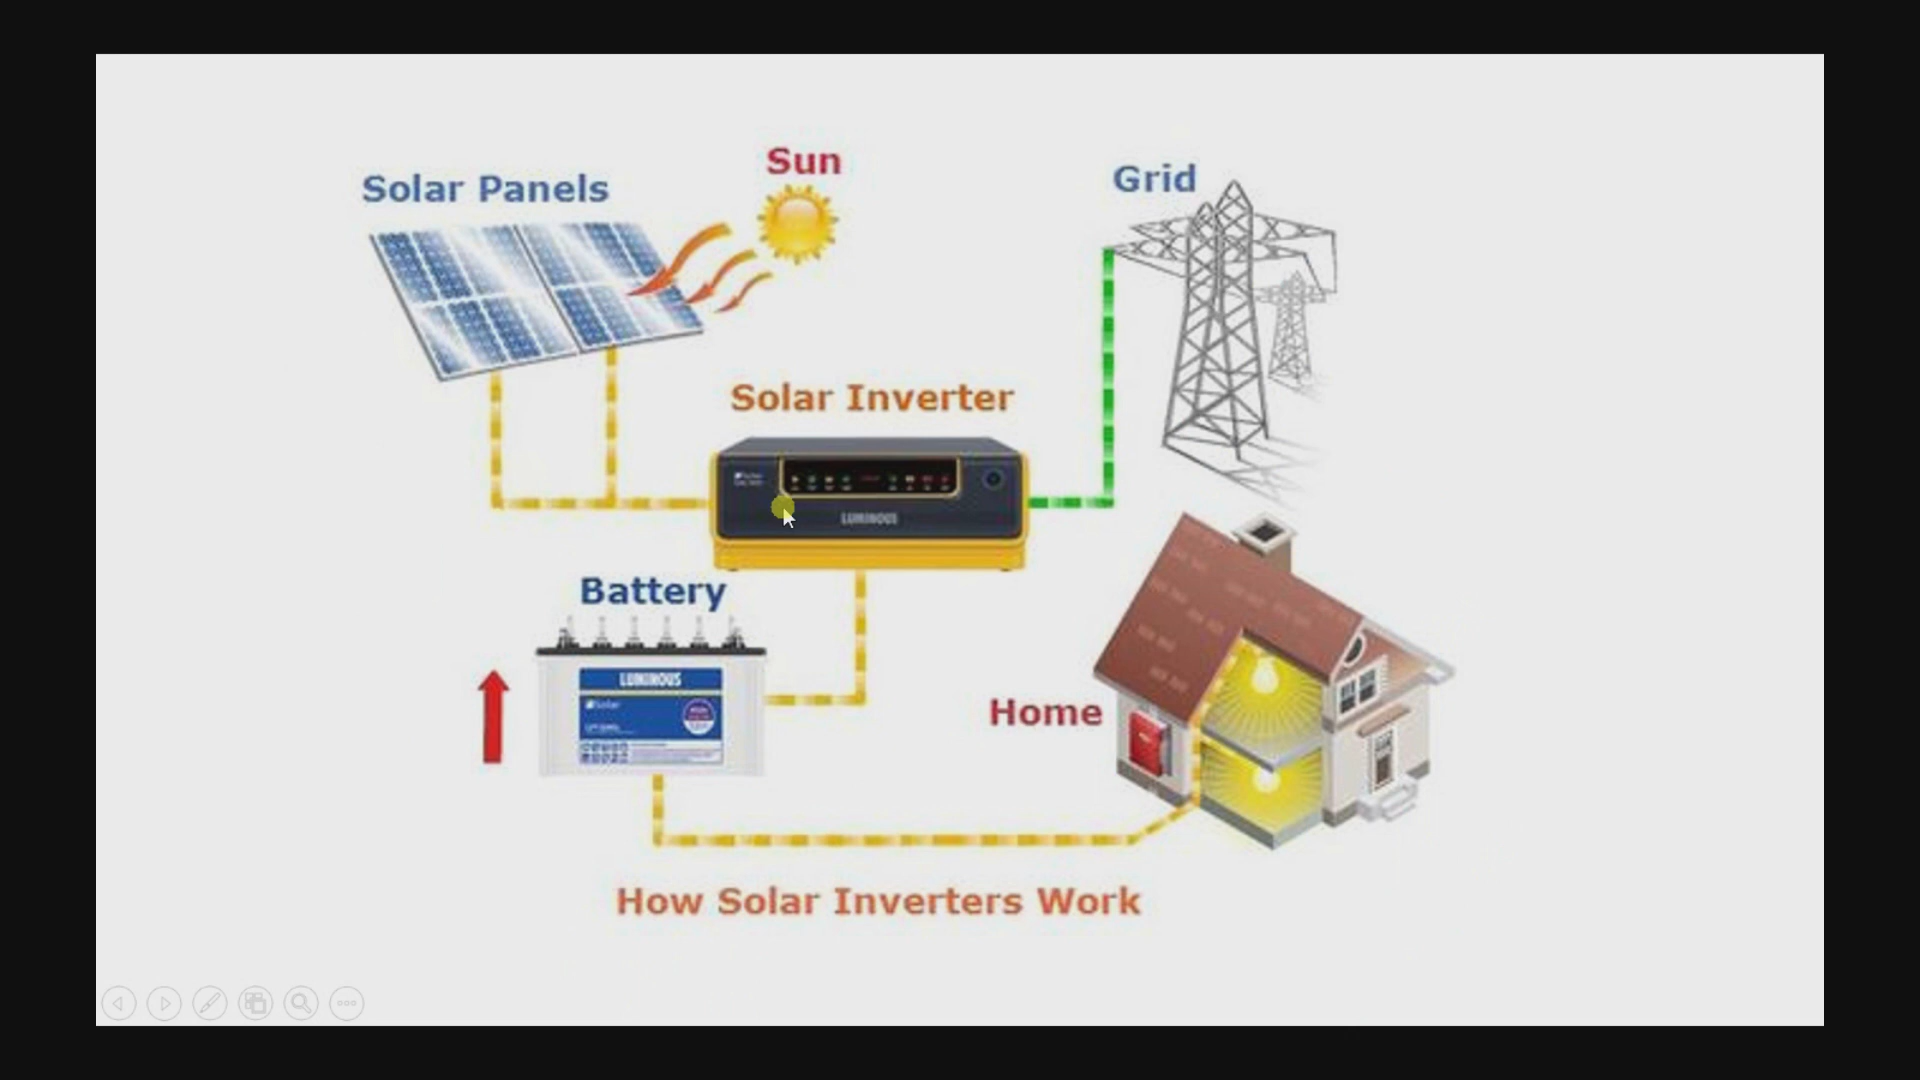 Sun
Solar Panels
Grid
Solar Inverter
LUMINOUS
Battery
LUMINOUS
Solar
Home
How Solar Inverters Work